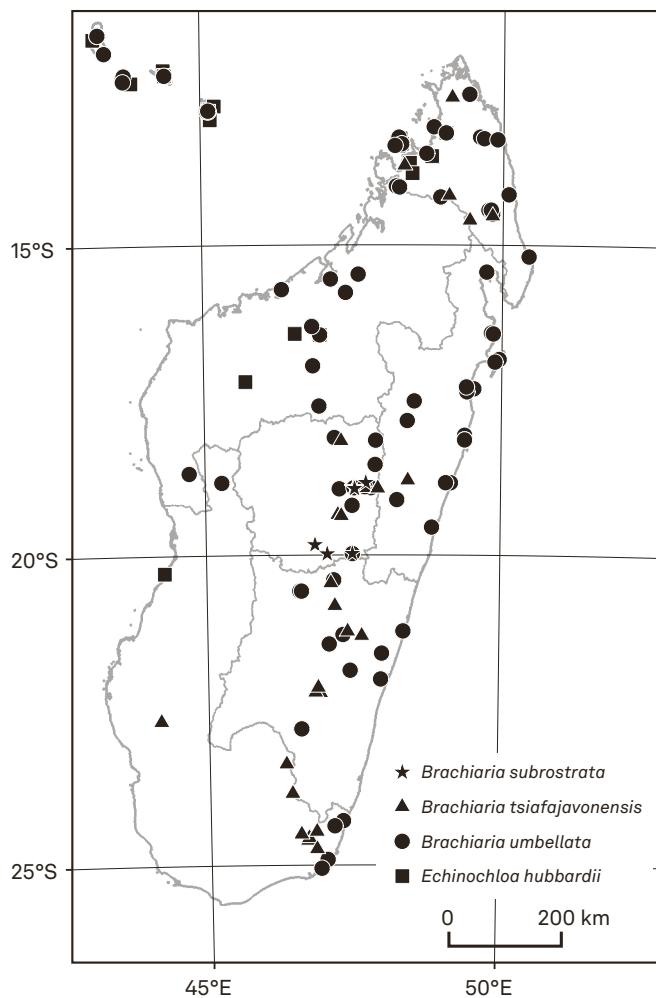 15°S
20°S
Brachiaria subrostrata
Brachiaria tsiafajavonensis
Brachiaria umbellata
25°S
Echinochloa hubbardii
0 200 km
45°E 50°E